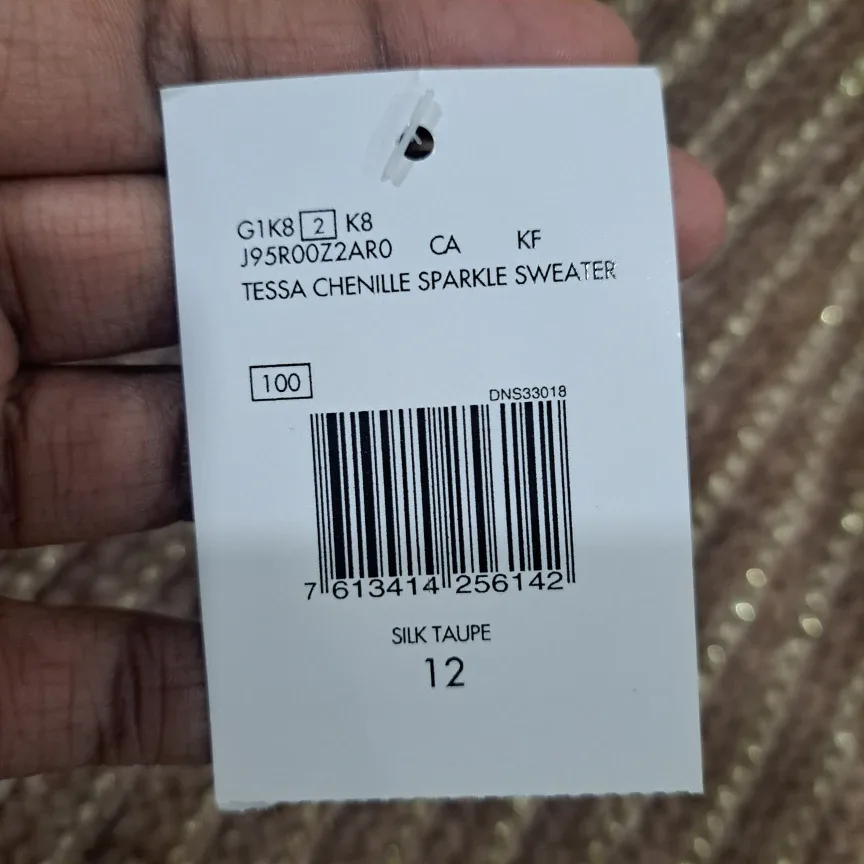 G1K8 2 K8
J95R00Z2AR0 CA KF
TESSA CHENILLE SPARKLE SWEATER
100
DNS33018
7 613414 256142
SILK TAUPE
12